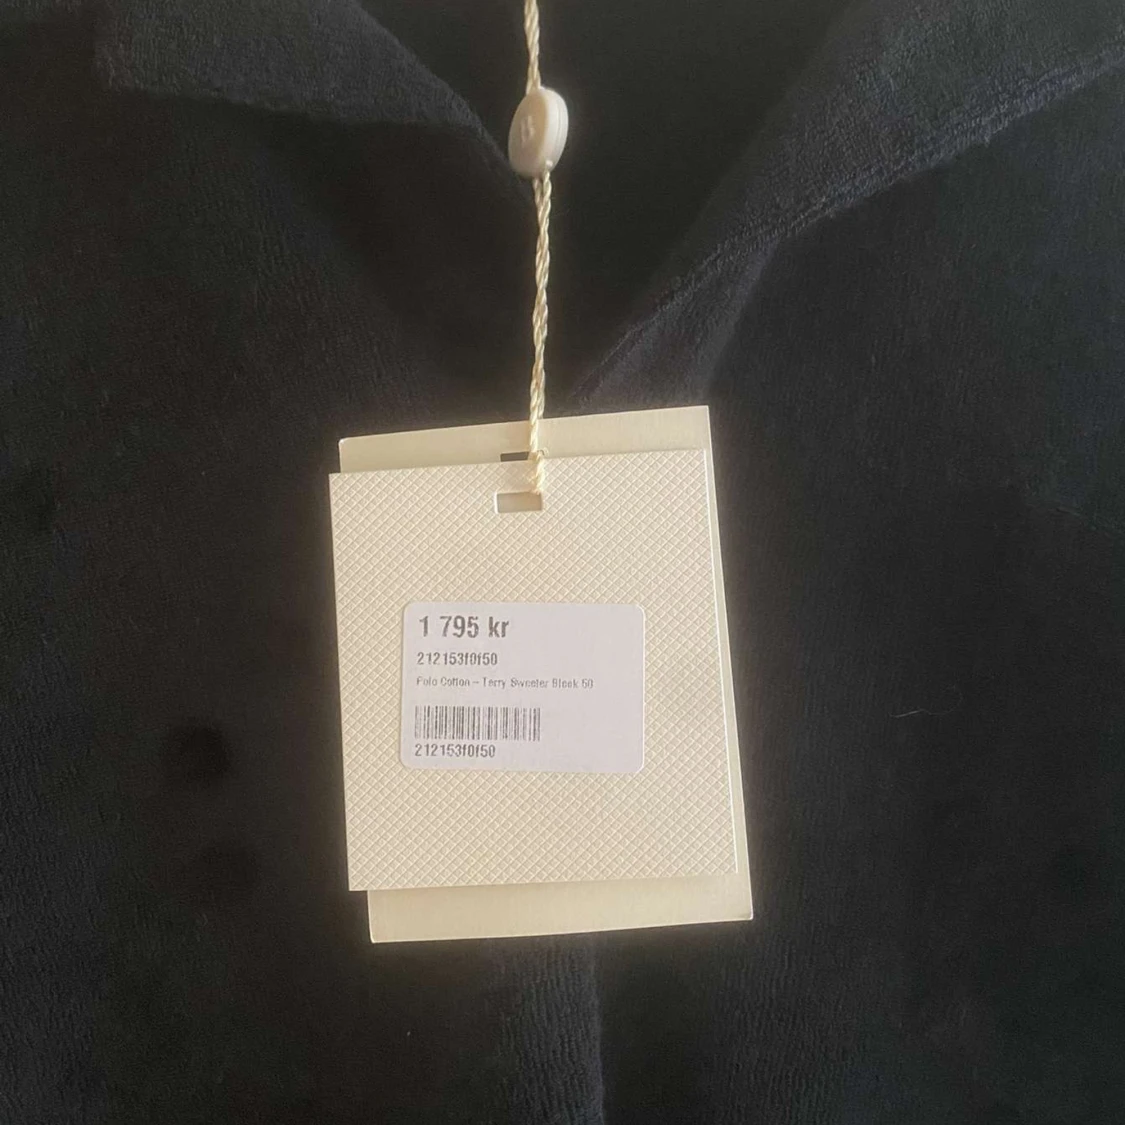 1 795 kr
212153f0f50
Polo Cotton – Terry Sweater Black 50
212153f0f50